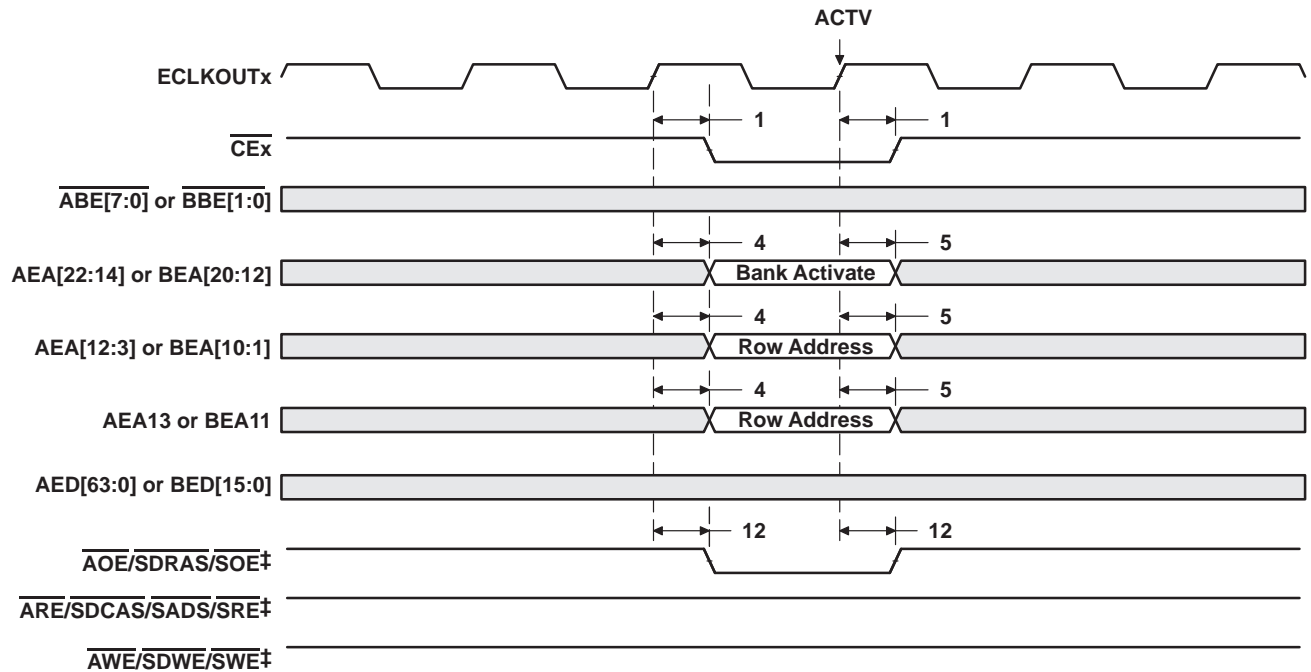 ACTV
ECLKOUTx
1 1
CEx
ABE[7:0] or BBE[1:0]
4 5
AEA[22:14] or BEA[20:12] Bank Activate
4 5
AEA[12:3] or BEA[10:1] Row Address
4 5
AEA13 or BEA11 Row Address
AED[63:0] or BED[15:0]
12 12
AOE/SDRAS/SOE‡
ARE/SDCAS/SADS/SRE‡
AWE/SDWE/SWE‡